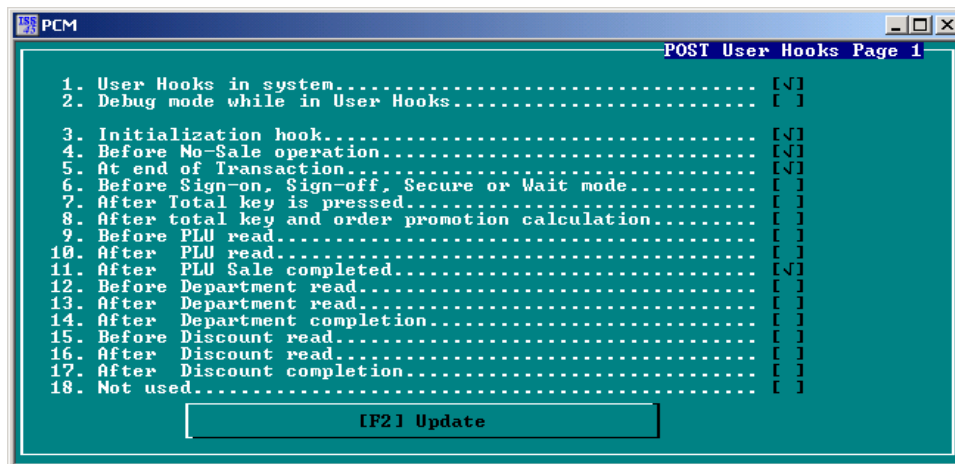 ISS 45 PCM
POST User Hooks Page 1
1. User Hooks in system................................................ [√]
2. Debug mode while in User Hooks...................................... [ ]
3. Initialization hook................................................. [√]
4. Before No-Sale operation............................................ [√]
5. At end of Transaction............................................... [√]
6. Before Sign-on, Sign-off, Secure or Wait mode....................... [ ]
7. After Total key is pressed.......................................... [ ]
8. After total key and order promotion calculation..................... [ ]
9. Before PLU read..................................................... [ ]
10. After  PLU read..................................................... [ ]
11. After  PLU Sale completed........................................... [√]
12. Before Department read.............................................. [ ]
13. After  Department read.............................................. [ ]
14. After  Department completion........................................ [ ]
15. Before Discount read................................................ [ ]
16. After  Discount read................................................ [ ]
17. After  Discount completion.......................................... [ ]
18. Not used............................................................ [ ]
[F2] Update